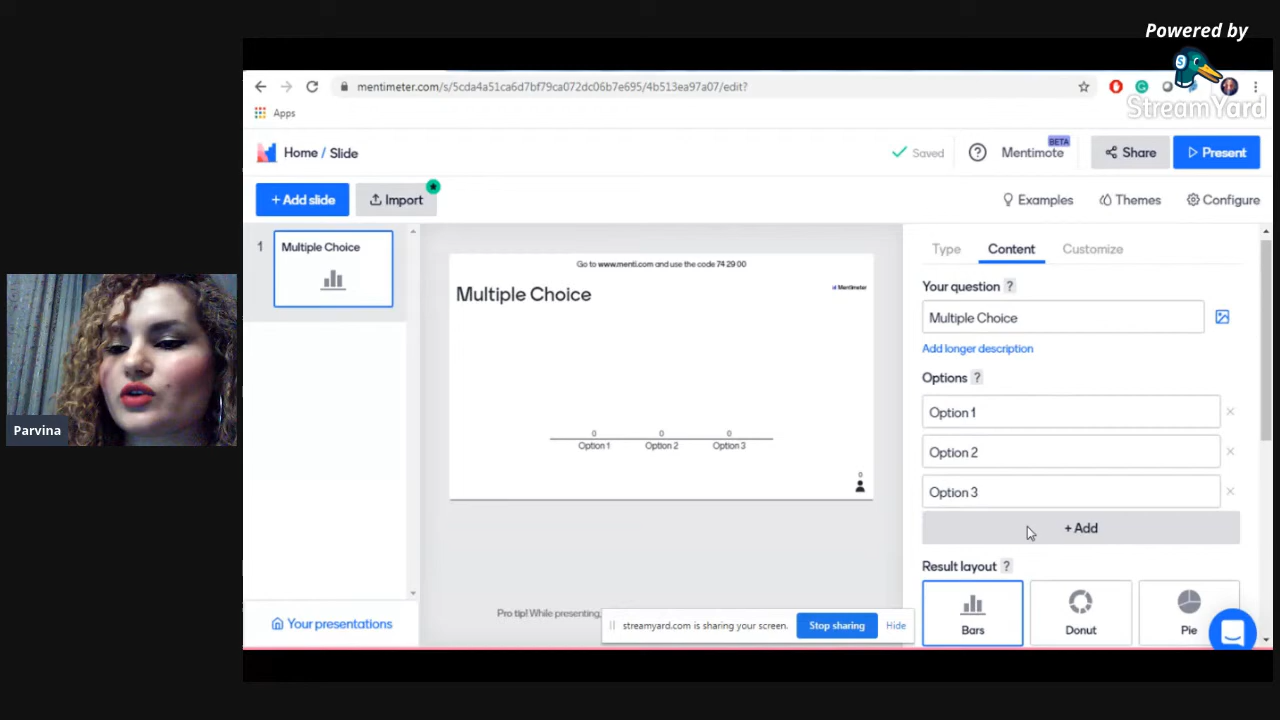 Powered by
StreamYard
mentimeter.com/s/5cda4a51ca6d7bf79ca072dc06b7e695/4b513ea97a07/edit?
Apps
Home / Slide
Saved
Mentimote
BETA
Share
Present
+ Add slide
Import
Examples
Themes
Configure
1
Multiple Choice
Go to www.menti.com and use the code 74 29 00
Mentimeter
Multiple Choice
0 0 0
Option 1 Option 2 Option 3
0
Type Content Customize
Your question ?
Multiple Choice
Add longer description
Options ?
Option 1
Option 2
Option 3
+ Add
Result layout ?
Bars Donut Pie
Parvina
Your presentations
Pro tip! While presenting,
streamyard.com is sharing your screen.
Stop sharing
Hide